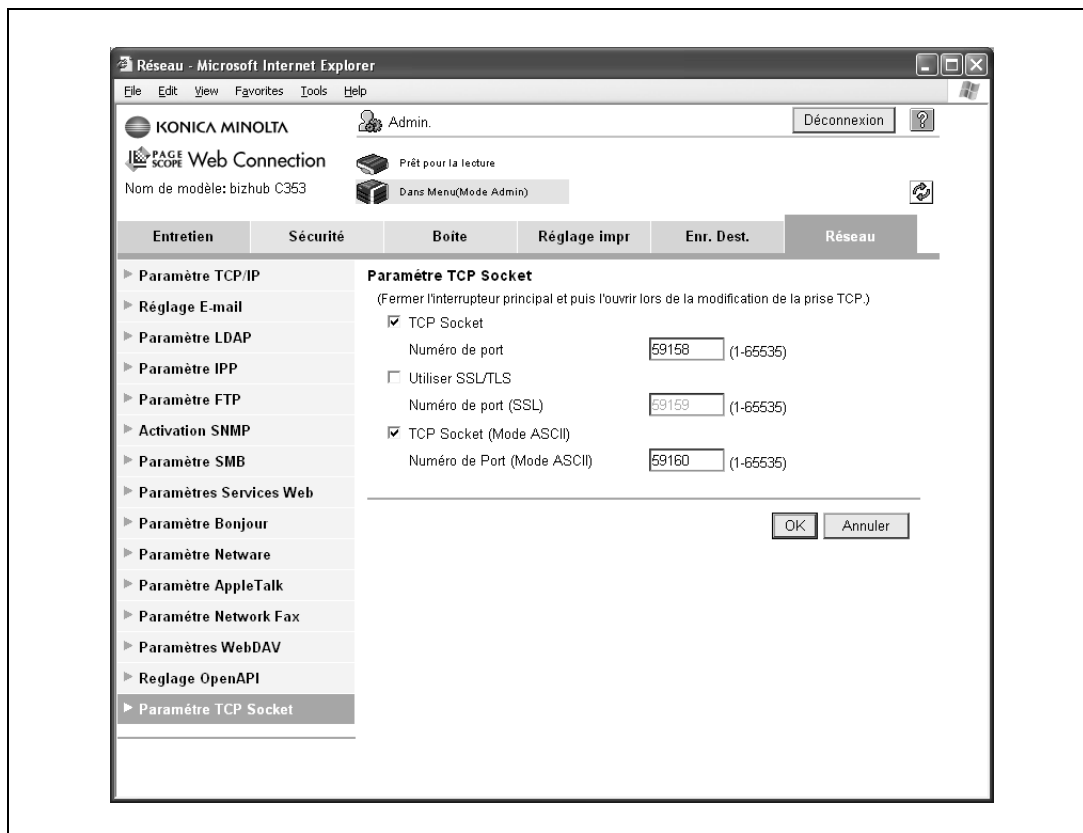 Réseau - Microsoft Internet Explorer
File Edit View Favorites Tools Help
KONICA MINOLTA
Admin.
Déconnexion
?
PAGE SCOPE Web Connection
Prêt pour la lecture
Nom de modèle: bizhub C353
Dans Menu(Mode Admin)
Entretien Sécurité Boîte Réglage impr Enr. Dest. Réseau
Paramètre TCP/IP
Réglage E-mail
Paramètre LDAP
Paramètre IPP
Paramètre FTP
Activation SNMP
Paramètre SMB
Paramètres Services Web
Paramètre Bonjour
Paramètre Netware
Paramètre AppleTalk
Paramétre Network Fax
Paramètres WebDAV
Reglage OpenAPI
Paramétre TCP Socket
Paramétre TCP Socket
(Fermer l'interrupteur principal et puis l'ouvrir lors de la modification de la prise TCP.)
TCP Socket
Numéro de port 59158 (1-65535)
Utiliser SSL/TLS
Numéro de port (SSL) 59159 (1-65535)
TCP Socket (Mode ASCII)
Numéro de Port (Mode ASCII) 59160 (1-65535)
OK Annuler